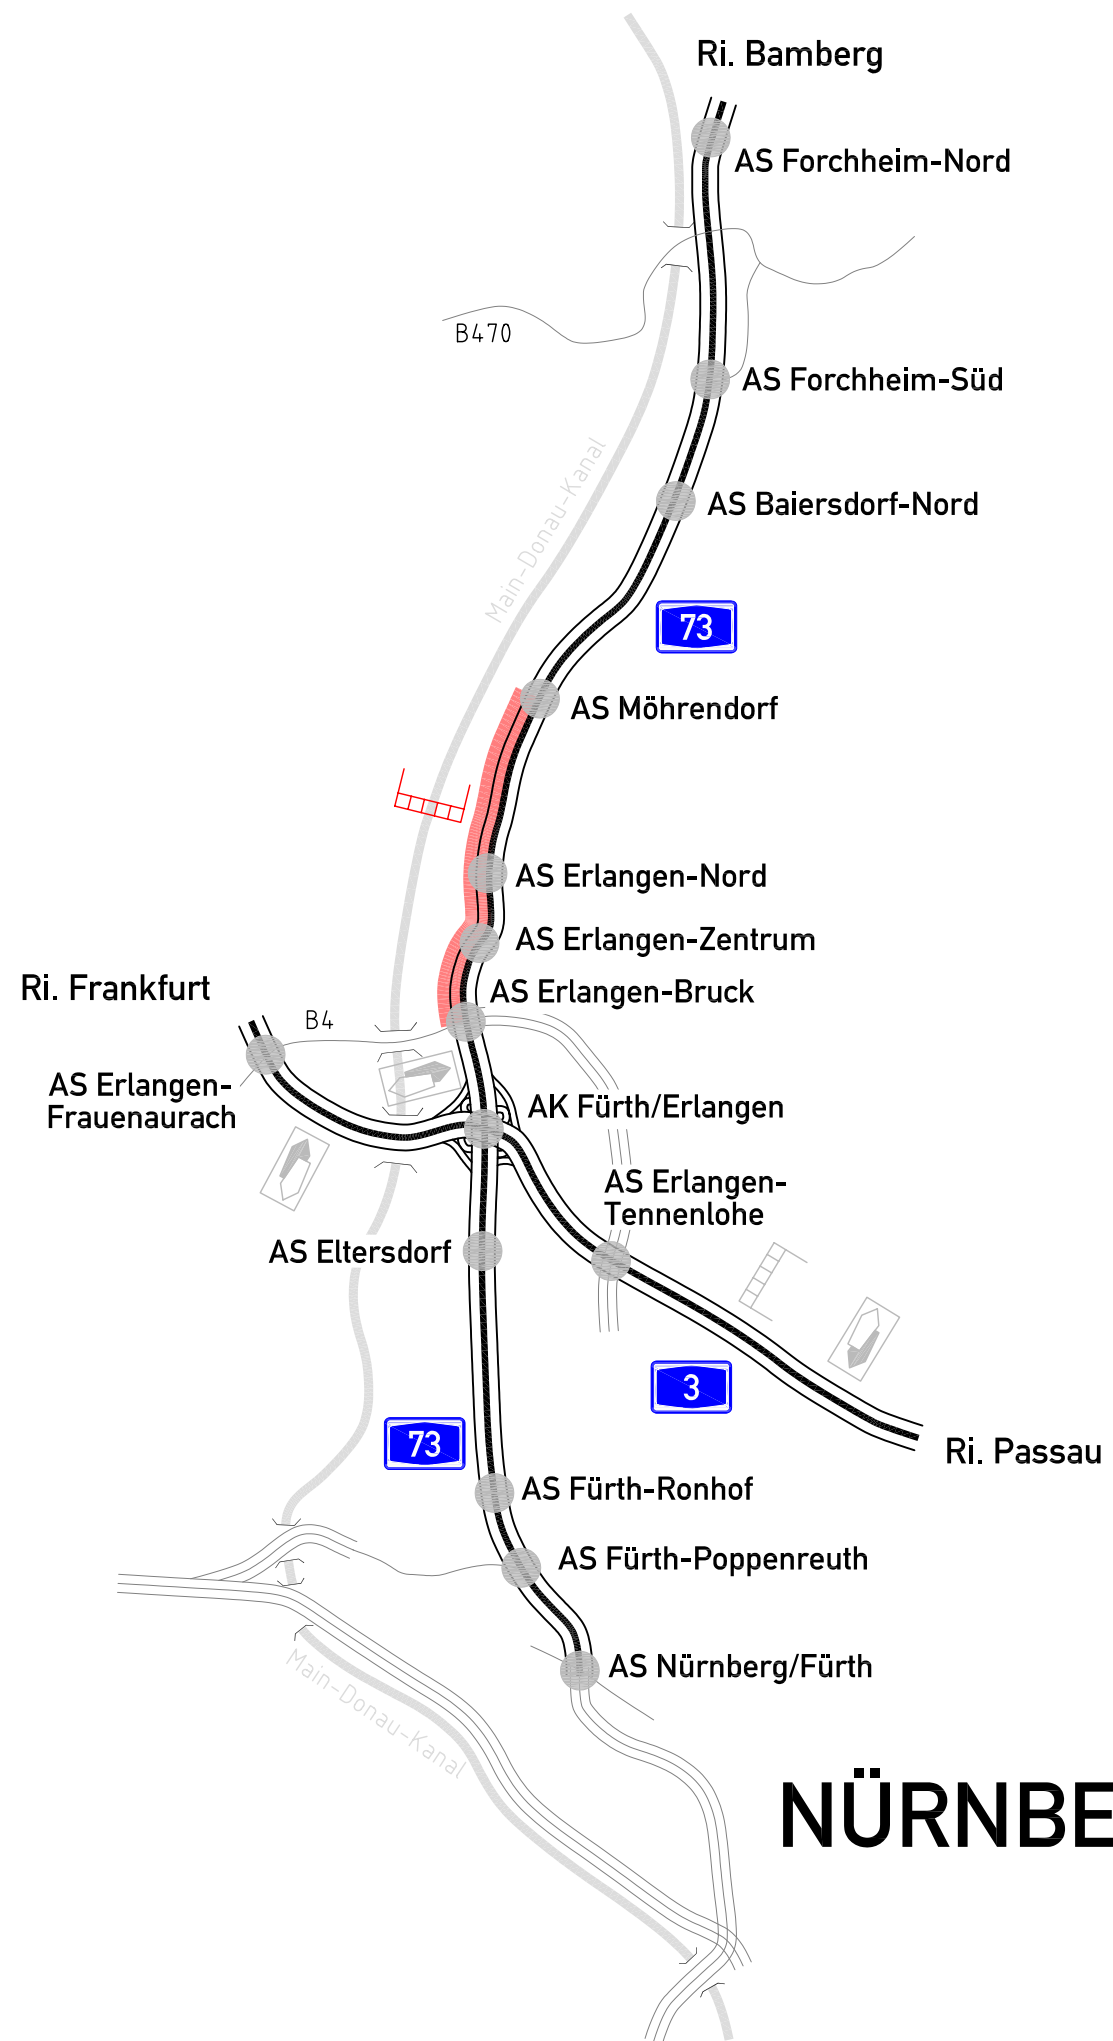 Ri. Bamberg
AS Forchheim-Nord
B470
AS Forchheim-Süd
Main-Donau-Kanal
AS Baiersdorf-Nord
73
AS Möhrendorf
AS Erlangen-Nord
AS Erlangen-Zentrum
Ri. Frankfurt
AS Erlangen-Bruck
B4
AS Erlangen-
Frauenaurach
AK Fürth/Erlangen
AS Erlangen-
Tennenlohe
AS Eltersdorf
3
73
Ri. Passau
AS Fürth-Ronhof
AS Fürth-Poppenreuth
AS Nürnberg/Fürth
Main-Donau-Kanal
NÜRNBE